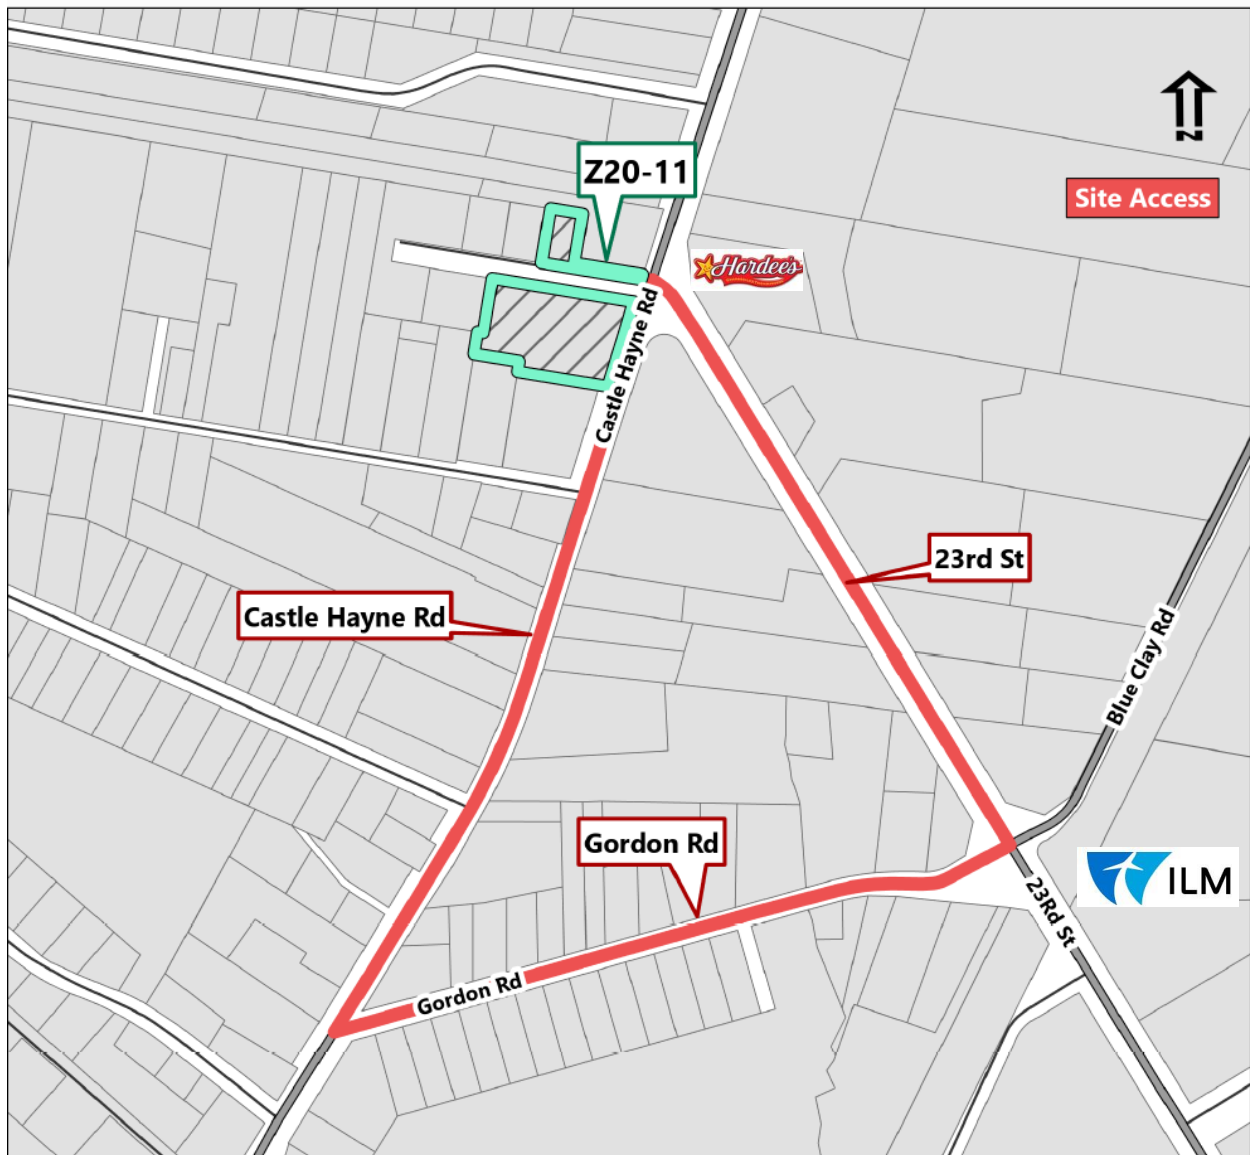 N
Z20-11
Site Access
Hardee's
Castle Hayne Rd
23rd St
Castle Hayne Rd
Blue Clay Rd
Gordon Rd
ILM
23Rd St
Gordon Rd